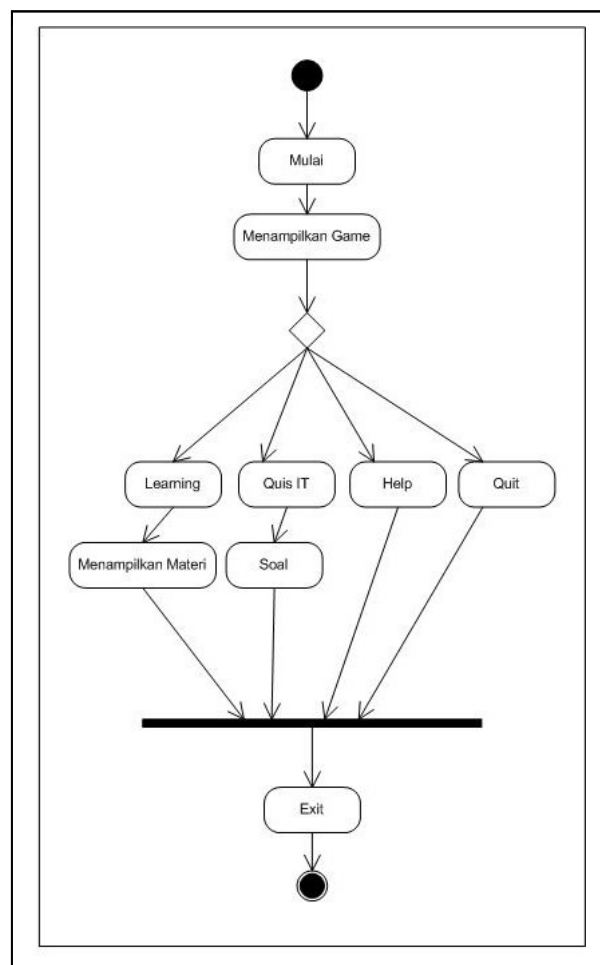 Mulai
Menampilkan Game
Learning
Quis IT
Help
Quit
Menampilkan Materi
Soal
Exit